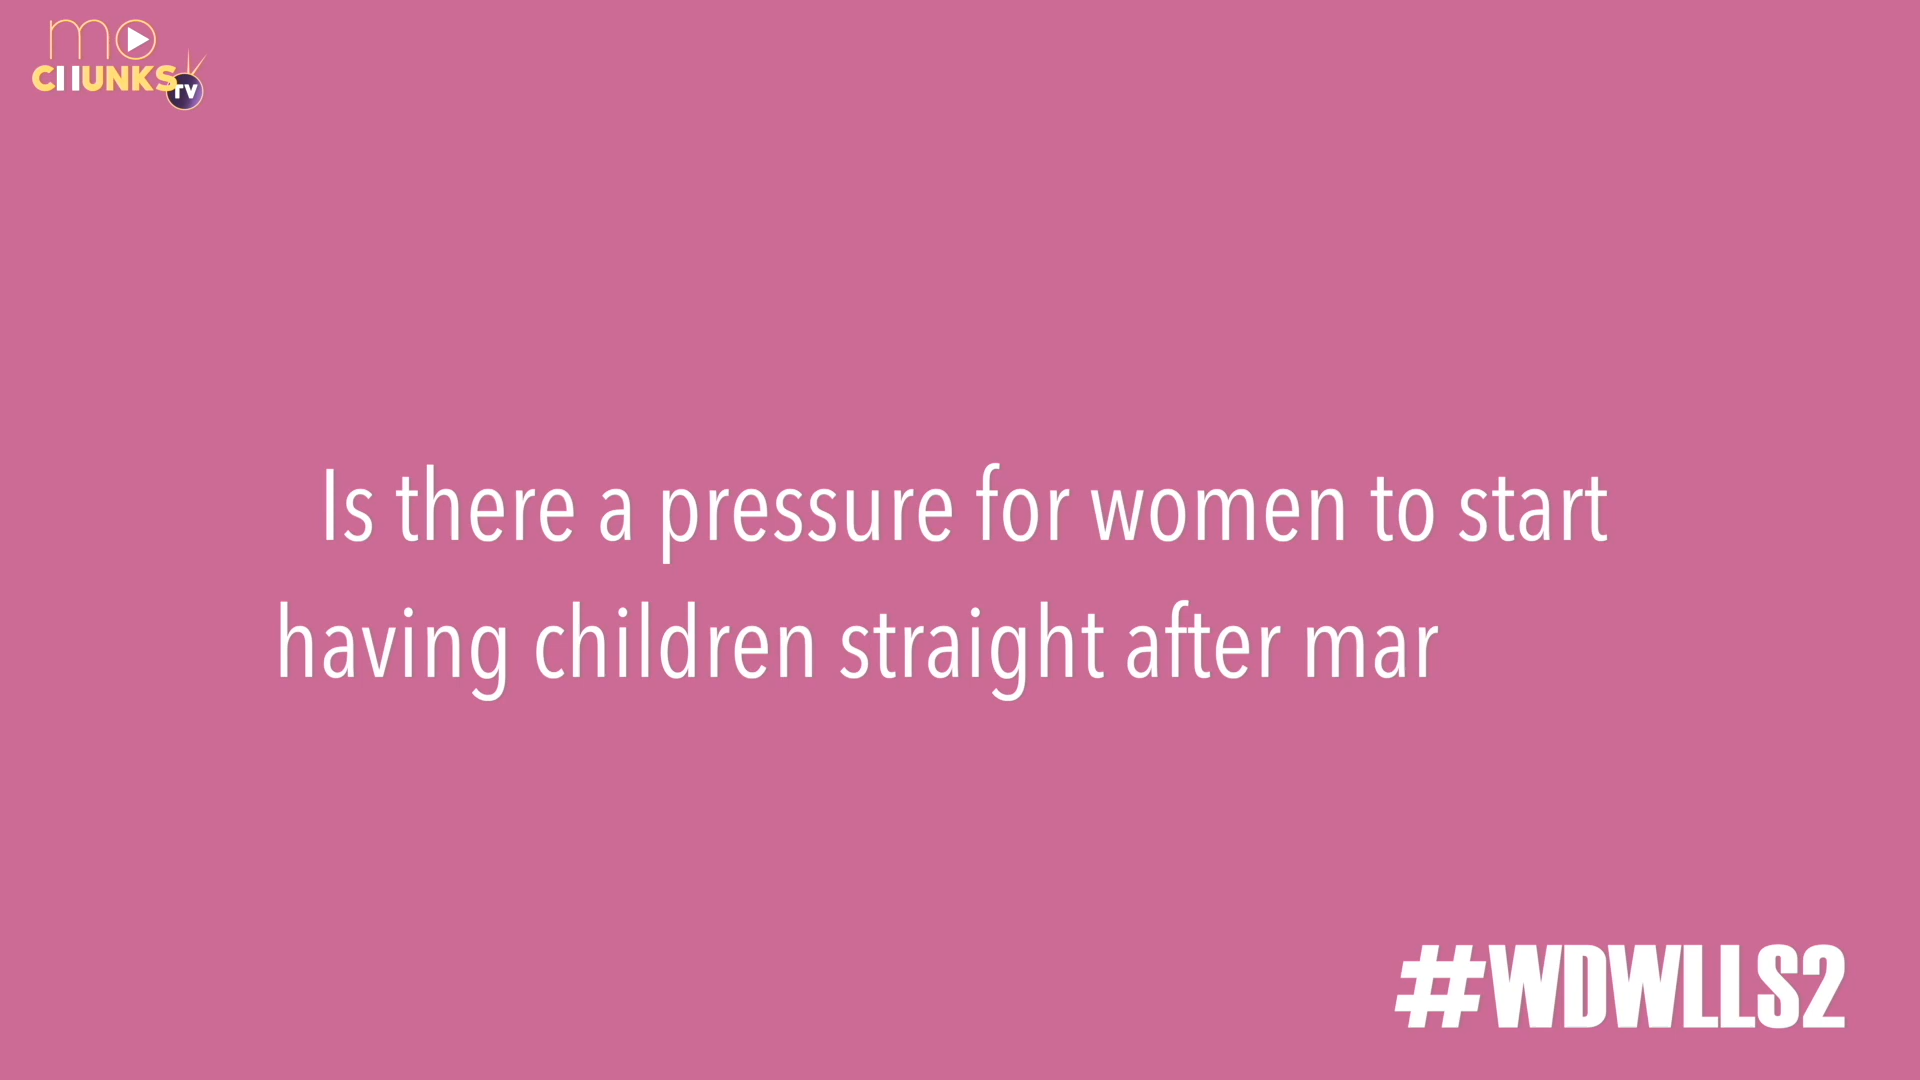 mo
CHUNKS
TV
Is there a pressure for women to start
having children straight after mar
#WDWLLS2